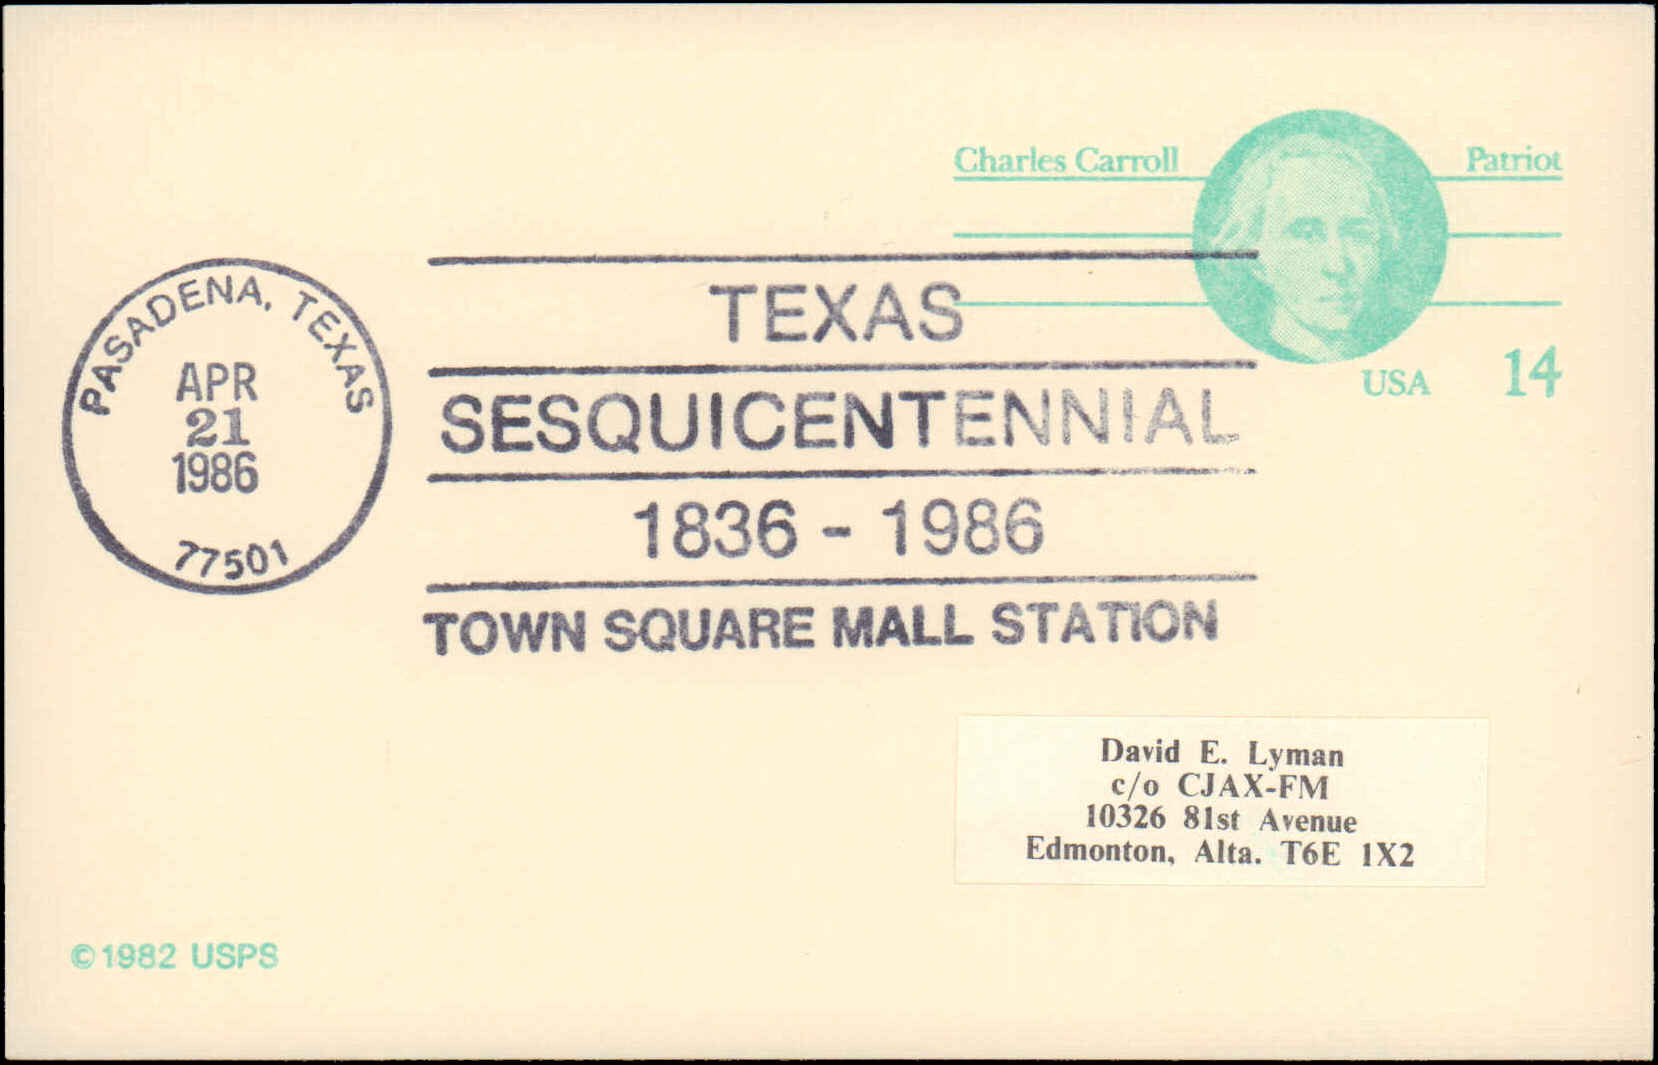 Charles Carroll Patriot
USA 14
PASADENA, TEXAS
APR
21
1986
77501
TEXAS
SESQUICENTENNIAL
1836 - 1986
TOWN SQUARE MALL STATION
David E. Lyman
c/o CJAX-FM
10326 81st Avenue
Edmonton, Alta. T6E 1X2
©1982 USPS